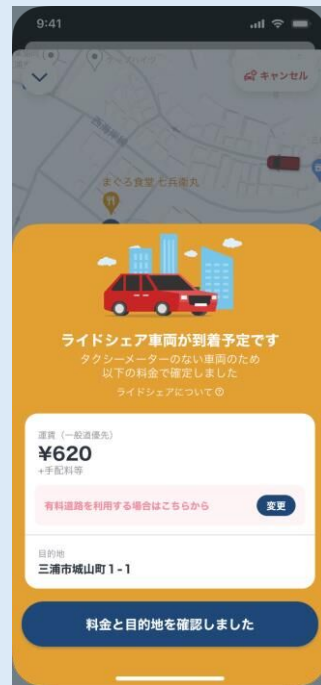 9:41
キャンセル
西海岸線
まぐろ食堂 七兵衛丸
ライドシェア車両が到着予定です
タクシーメーターのない車両のため
以下の料金で確定しました
ライドシェアについて?
運賃（一般道優先）
¥620
+手配料等
有料道路を利用する場合はこちらから
変更
目的地
三浦市城山町1-1
料金と目的地を確認しました